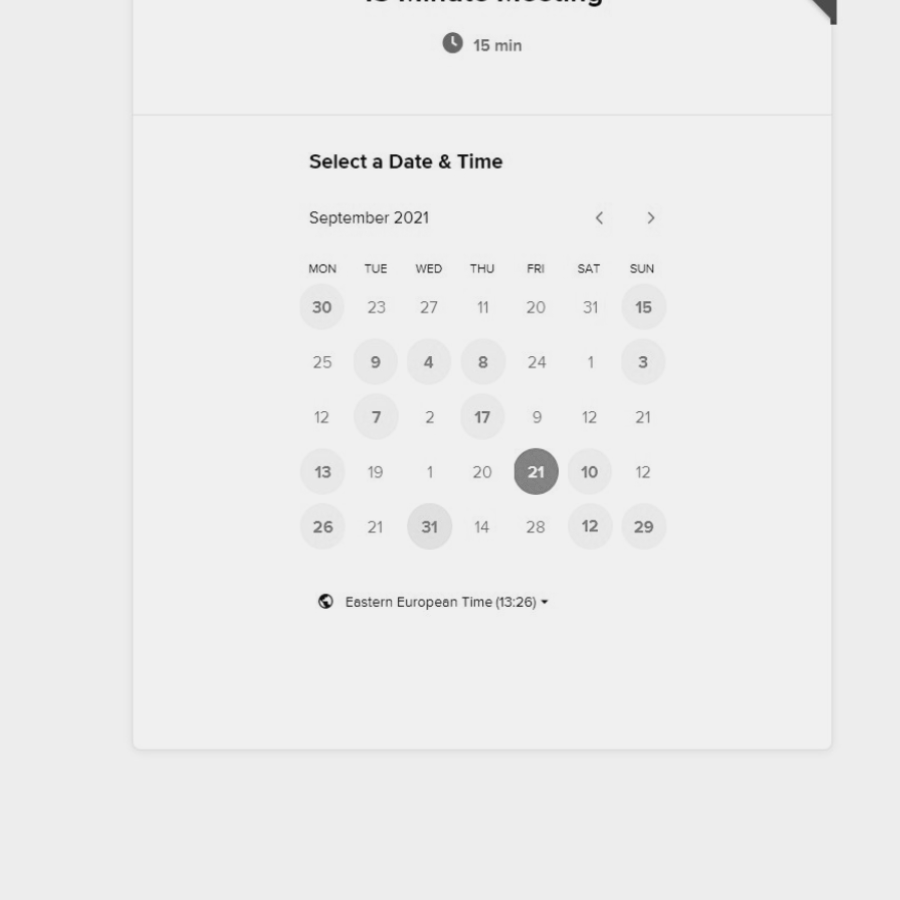 15 min
Select a Date & Time
September 2021
MON TUE WED THU FRI SAT SUN
30 23 27 11 20 31 15
25 9 4 8 24 1 3
12 7 2 17 9 12 21
13 19 1 20 21 10 12
26 21 31 14 28 12 29
Eastern European Time (13:26)